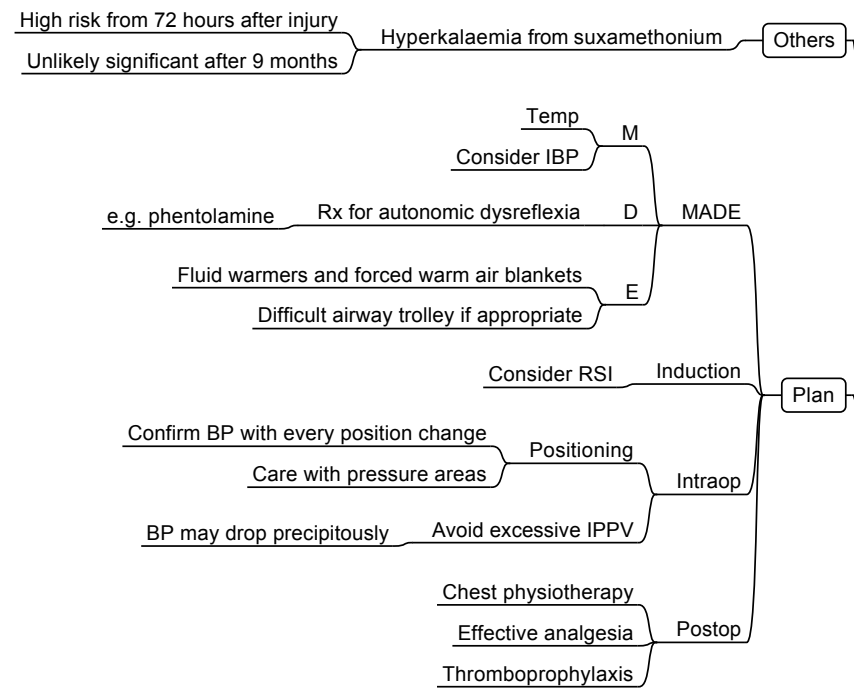 High risk from 72 hours after injury
Unlikely significant after 9 months
Hyperkalaemia from suxamethonium
Others
Temp
Consider IBP
M
e.g. phentolamine
Rx for autonomic dysreflexia
D
MADE
Fluid warmers and forced warm air blankets
Difficult airway trolley if appropriate
E
Consider RSI
Induction
Plan
Confirm BP with every position change
Care with pressure areas
Positioning
Intraop
BP may drop precipitously
Avoid excessive IPPV
Chest physiotherapy
Effective analgesia
Thromboprophylaxis
Postop